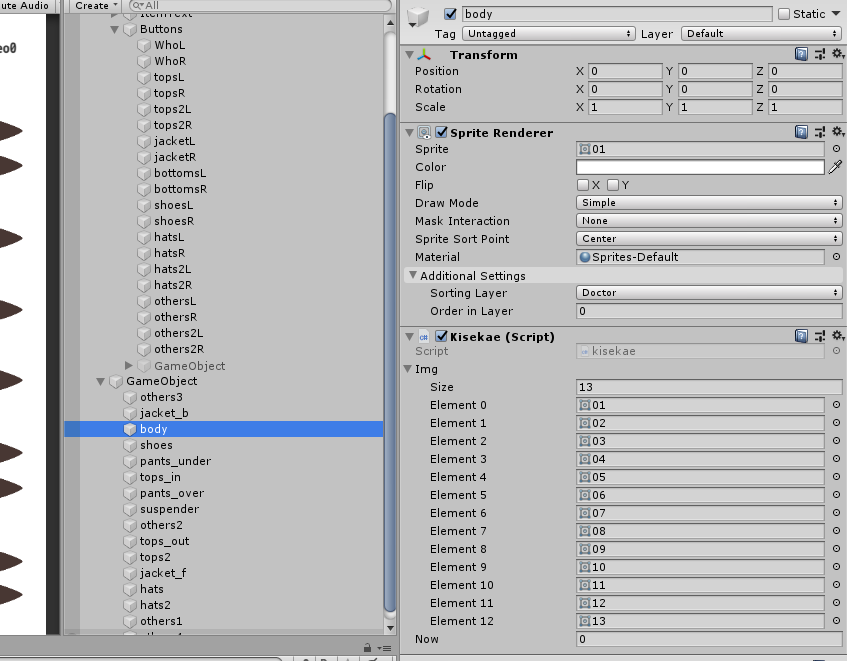 ute Audio
Create
All
body
Static
Tag Untagged Layer Default
eo0
ItemText
Buttons
WhoL
WhoR
topsL
topsR
tops2L
tops2R
jacketL
jacketR
bottomsL
bottomsR
shoesL
shoesR
hatsL
hatsR
hats2L
hats2R
othersL
othersR
others2L
others2R
GameObject
GameObject
others3
jacket_b
body
shoes
pants_under
tops_in
pants_over
suspender
others2
tops_out
tops2
jacket_f
hats
hats2
others1
Transform
Position X 0 Y 0 Z 0
Rotation X 0 Y 0 Z 0
Scale X 1 Y 1 Z 1
Sprite Renderer
Sprite 01
Color
Flip X Y
Draw Mode Simple
Mask Interaction None
Sprite Sort Point Center
Material Sprites-Default
Additional Settings
Sorting Layer Doctor
Order in Layer 0
Kisekae (Script)
Script kisekae
Img
Size 13
Element 0 01
Element 1 02
Element 2 03
Element 3 04
Element 4 05
Element 5 06
Element 6 07
Element 7 08
Element 8 09
Element 9 10
Element 10 11
Element 11 12
Element 12 13
Now 0